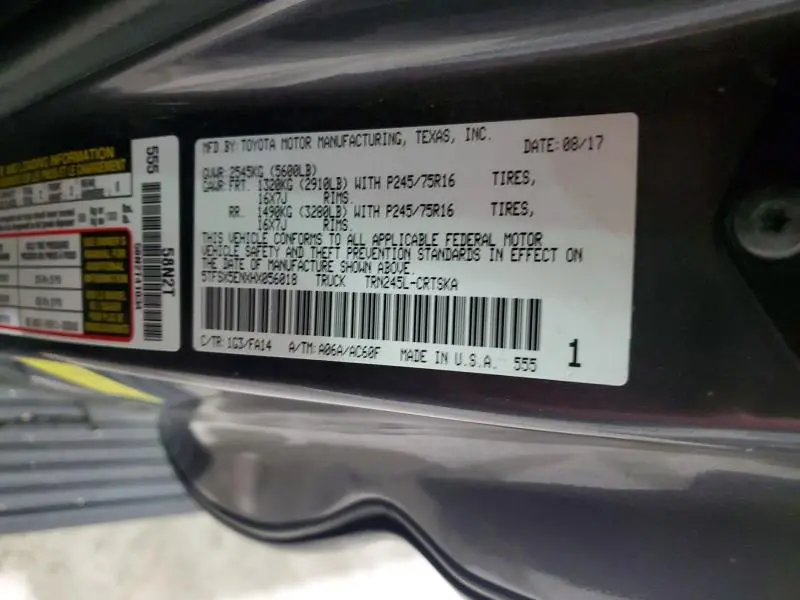 MFD BY: TOYOTA MOTOR MANUFACTURING, TEXAS, INC. DATE: 08/17
GVWR: 2545KG (5600LB)
GAWR: FRT. 1320KG (2910LB) WITH P245/75R16 TIRES,
16X7J RIMS.
RR. 1490KG (3280LB) WITH P245/75R16 TIRES,
16X7J RIMS.
THIS VEHICLE CONFORMS TO ALL APPLICABLE FEDERAL MOTOR
VEHICLE SAFETY AND THEFT PREVENTION STANDARDS IN EFFECT ON
THE DATE OF MANUFACTURE SHOWN ABOVE.
5TFSX5ENXHX056018 TRUCK TRN245L-CRTSKA
C/TR: 1G3/FA14 A/TM: A06A/AC60F MADE IN U.S.A. 555 1
LOADING INFORMATION
555
58N2T